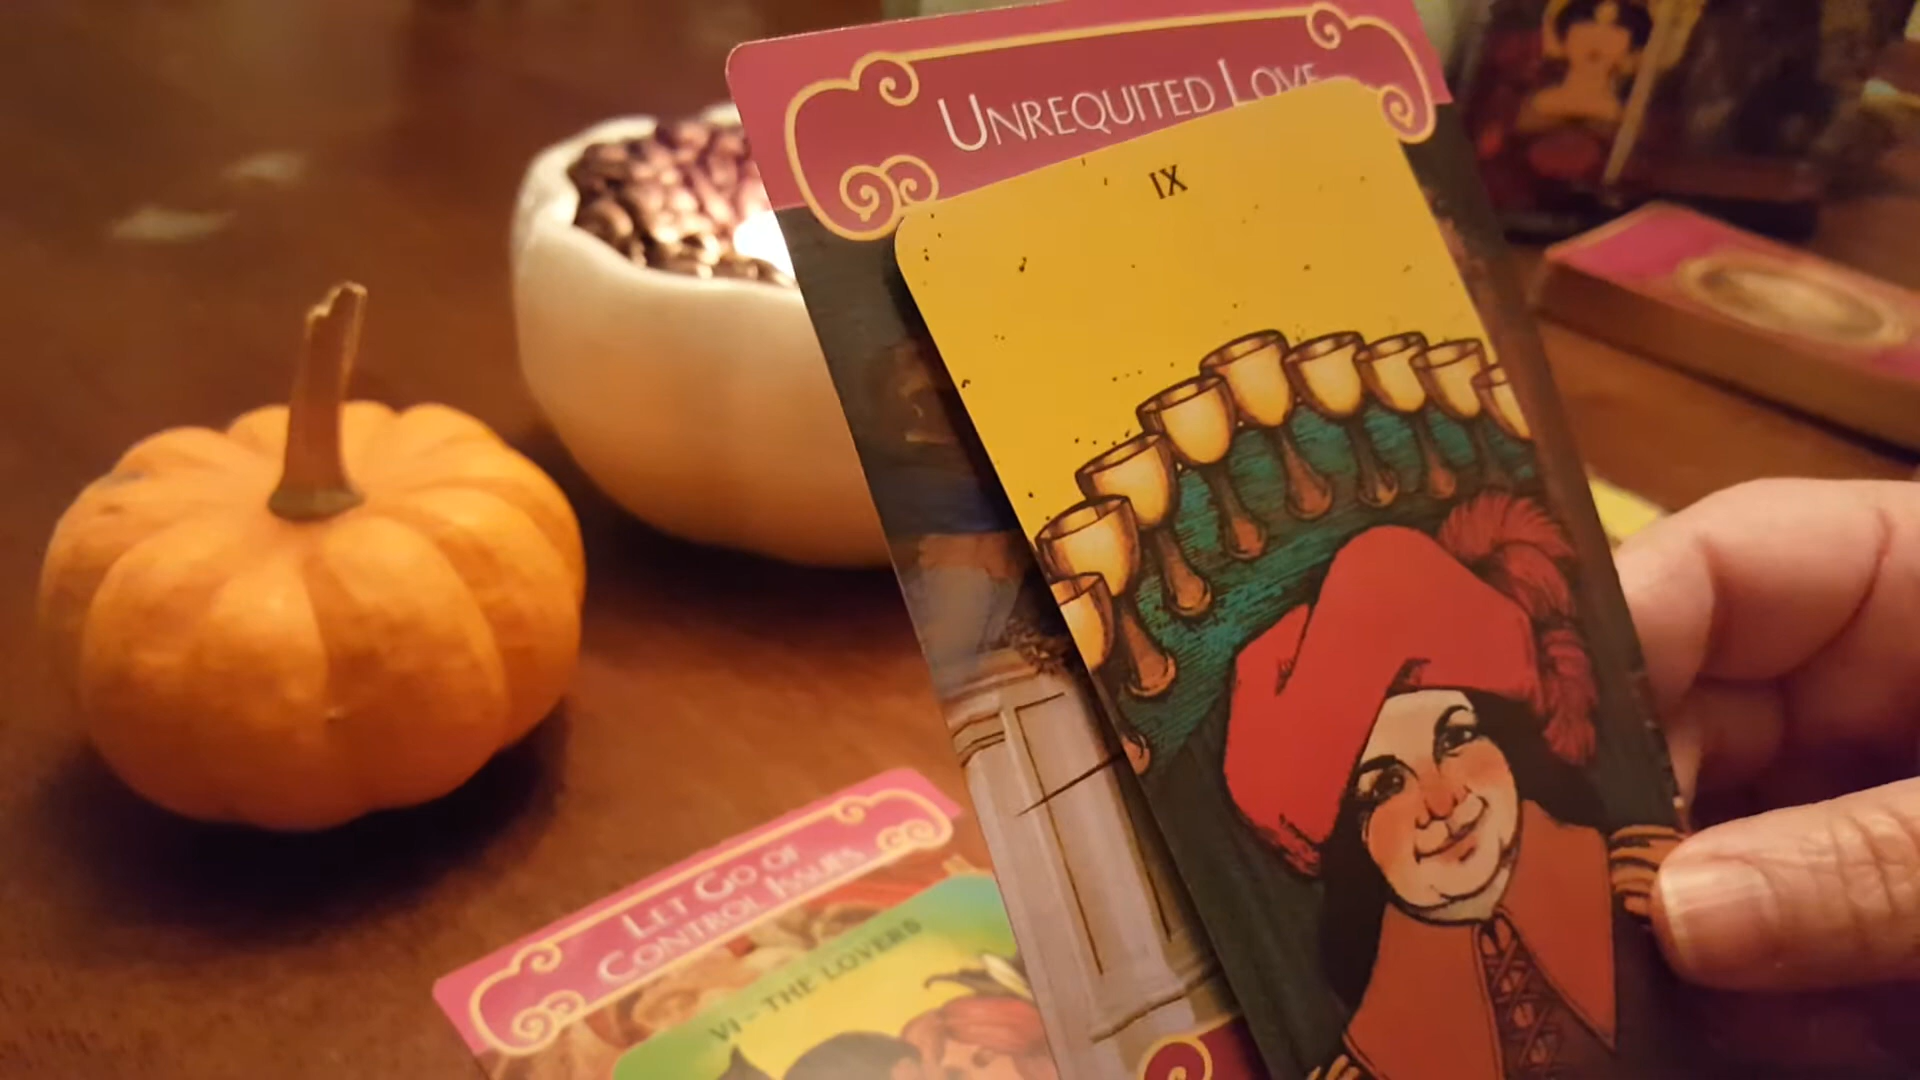 UNREQUITED LOVE
IX
LET GO OF
CONTROL ISSUES
VI - THE LOVERS